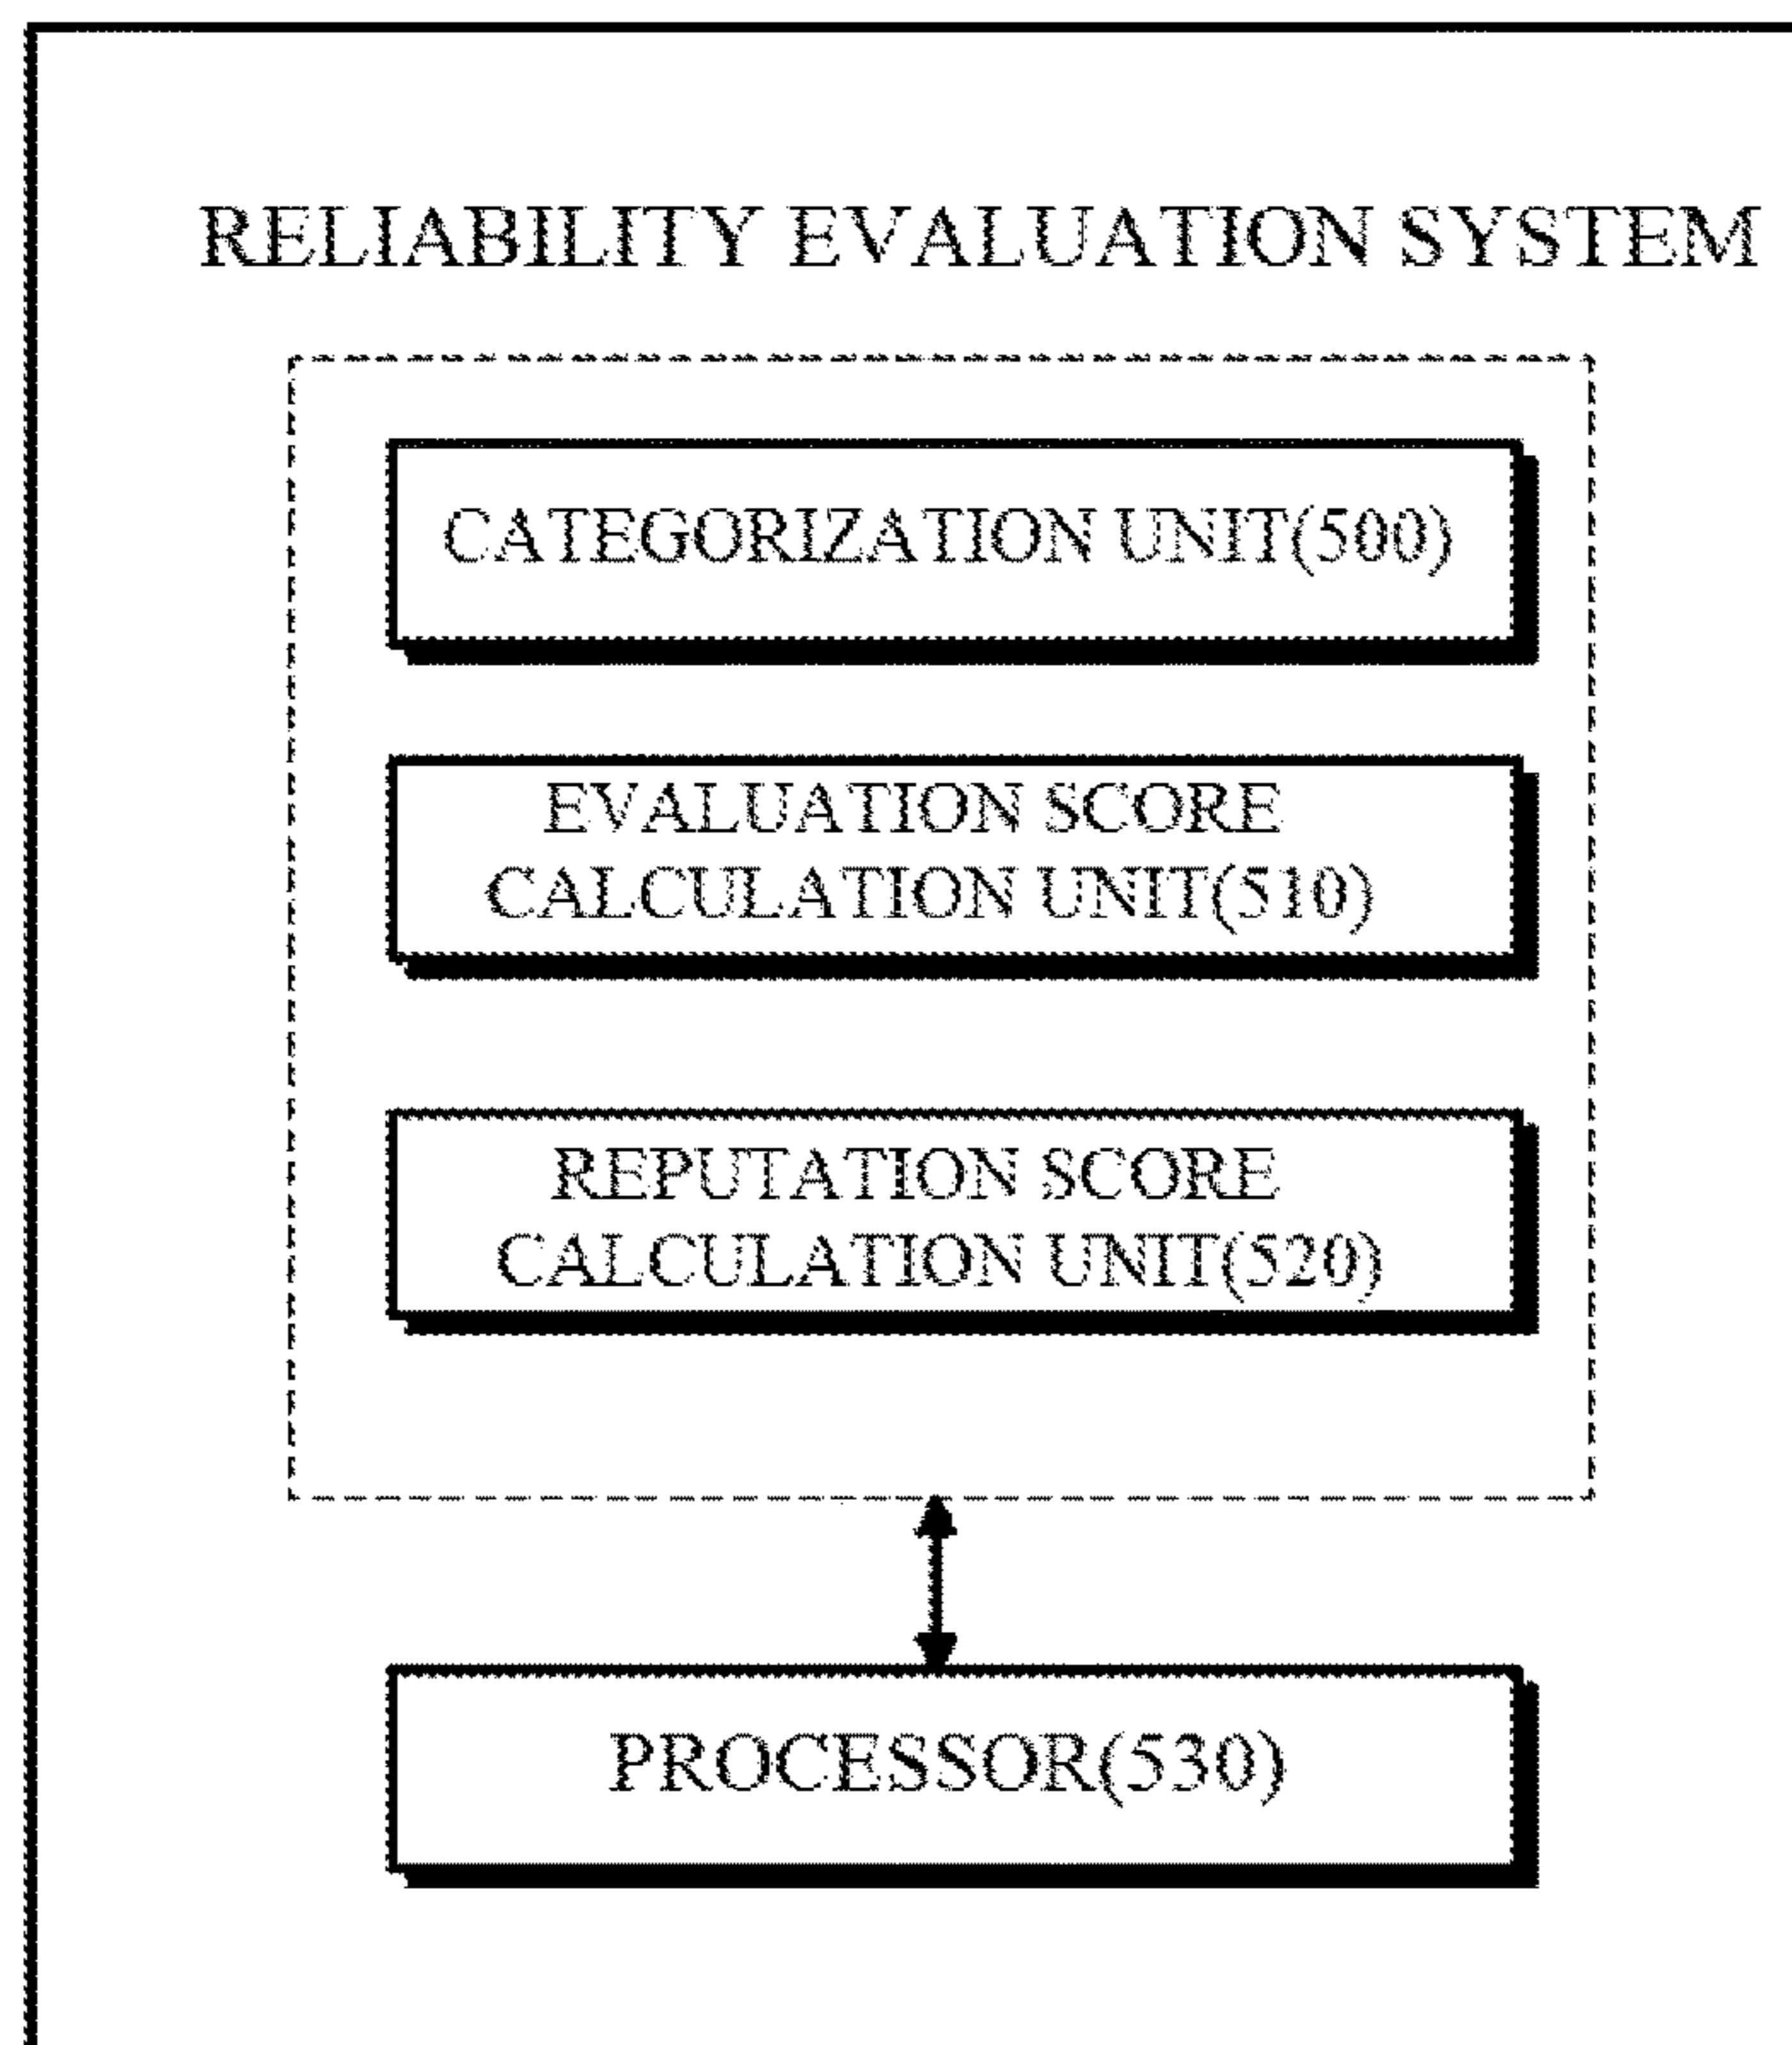 RELIABILITY EVALUATION SYSTEM
CATEGORIZATION UNIT(500)
EVALUATION SCORE
CALCULATION UNIT(510)
REPUTATION SCORE
CALCULATION UNIT(520)
PROCESSOR(530)